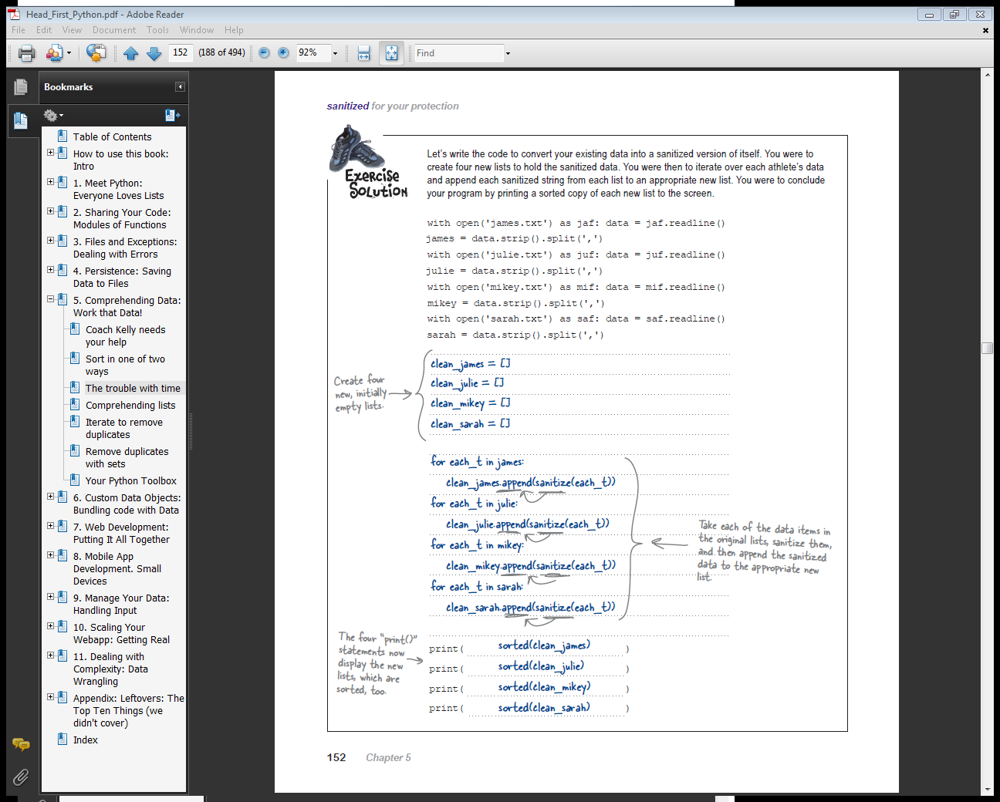 Head_First_Python.pdf - Adobe Reader
File Edit View Document Tools Window Help
152 (188 of 494) 92% Find
Bookmarks
Table of Contents
How to use this book:
Intro
1. Meet Python:
Everyone Loves Lists
2. Sharing Your Code:
Modules of Functions
3. Files and Exceptions:
Dealing with Errors
4. Persistence: Saving
Data to Files
5. Comprehending Data:
Work that Data!
Coach Kelly needs
your help
Sort in one of two
ways
The trouble with time
Comprehending lists
Iterate to remove
duplicates
Remove duplicates
with sets
Your Python Toolbox
6. Custom Data Objects:
Bundling code with Data
7. Web Development:
Putting It All Together
8. Mobile App
Development. Small
Devices
9. Manage Your Data:
Handling Input
10. Scaling Your
Webapp: Getting Real
11. Dealing with
Complexity: Data
Wrangling
Appendix: Leftovers: The
Top Ten Things (we
didn't cover)
Index
sanitized for your protection
Exercise
Solution
Let's write the code to convert your existing data into a sanitized version of itself. You were to
create four new lists to hold the sanitized data. You were then to iterate over each athlete's data
and append each sanitized string from each list to an appropriate new list. You were to conclude
your program by printing a sorted copy of each new list to the screen.
with open('james.txt') as jaf: data = jaf.readline()
james = data.strip().split(',')
with open('julie.txt') as juf: data = juf.readline()
julie = data.strip().split(',')
with open('mikey.txt') as mif: data = mif.readline()
mikey = data.strip().split(',')
with open('sarah.txt') as saf: data = saf.readline()
sarah = data.strip().split(',')
Create four
new, initially
empty lists.
clean_james = []
clean_julie = []
clean_mikey = []
clean_sarah = []
for each_t in james:
clean_james.append(sanitize(each_t))
for each_t in julie:
clean_julie.append(sanitize(each_t))
for each_t in mikey:
clean_mikey.append(sanitize(each_t))
for each_t in sarah:
clean_sarah.append(sanitize(each_t))
Take each of the data items in
the original lists, sanitize them,
and then append the sanitized
data to the appropriate new
list.
The four "print()"
statements now
display the new
lists, which are
sorted, too.
print( sorted(clean_james) )
print( sorted(clean_julie) )
print( sorted(clean_mikey) )
print( sorted(clean_sarah) )
152 Chapter 5